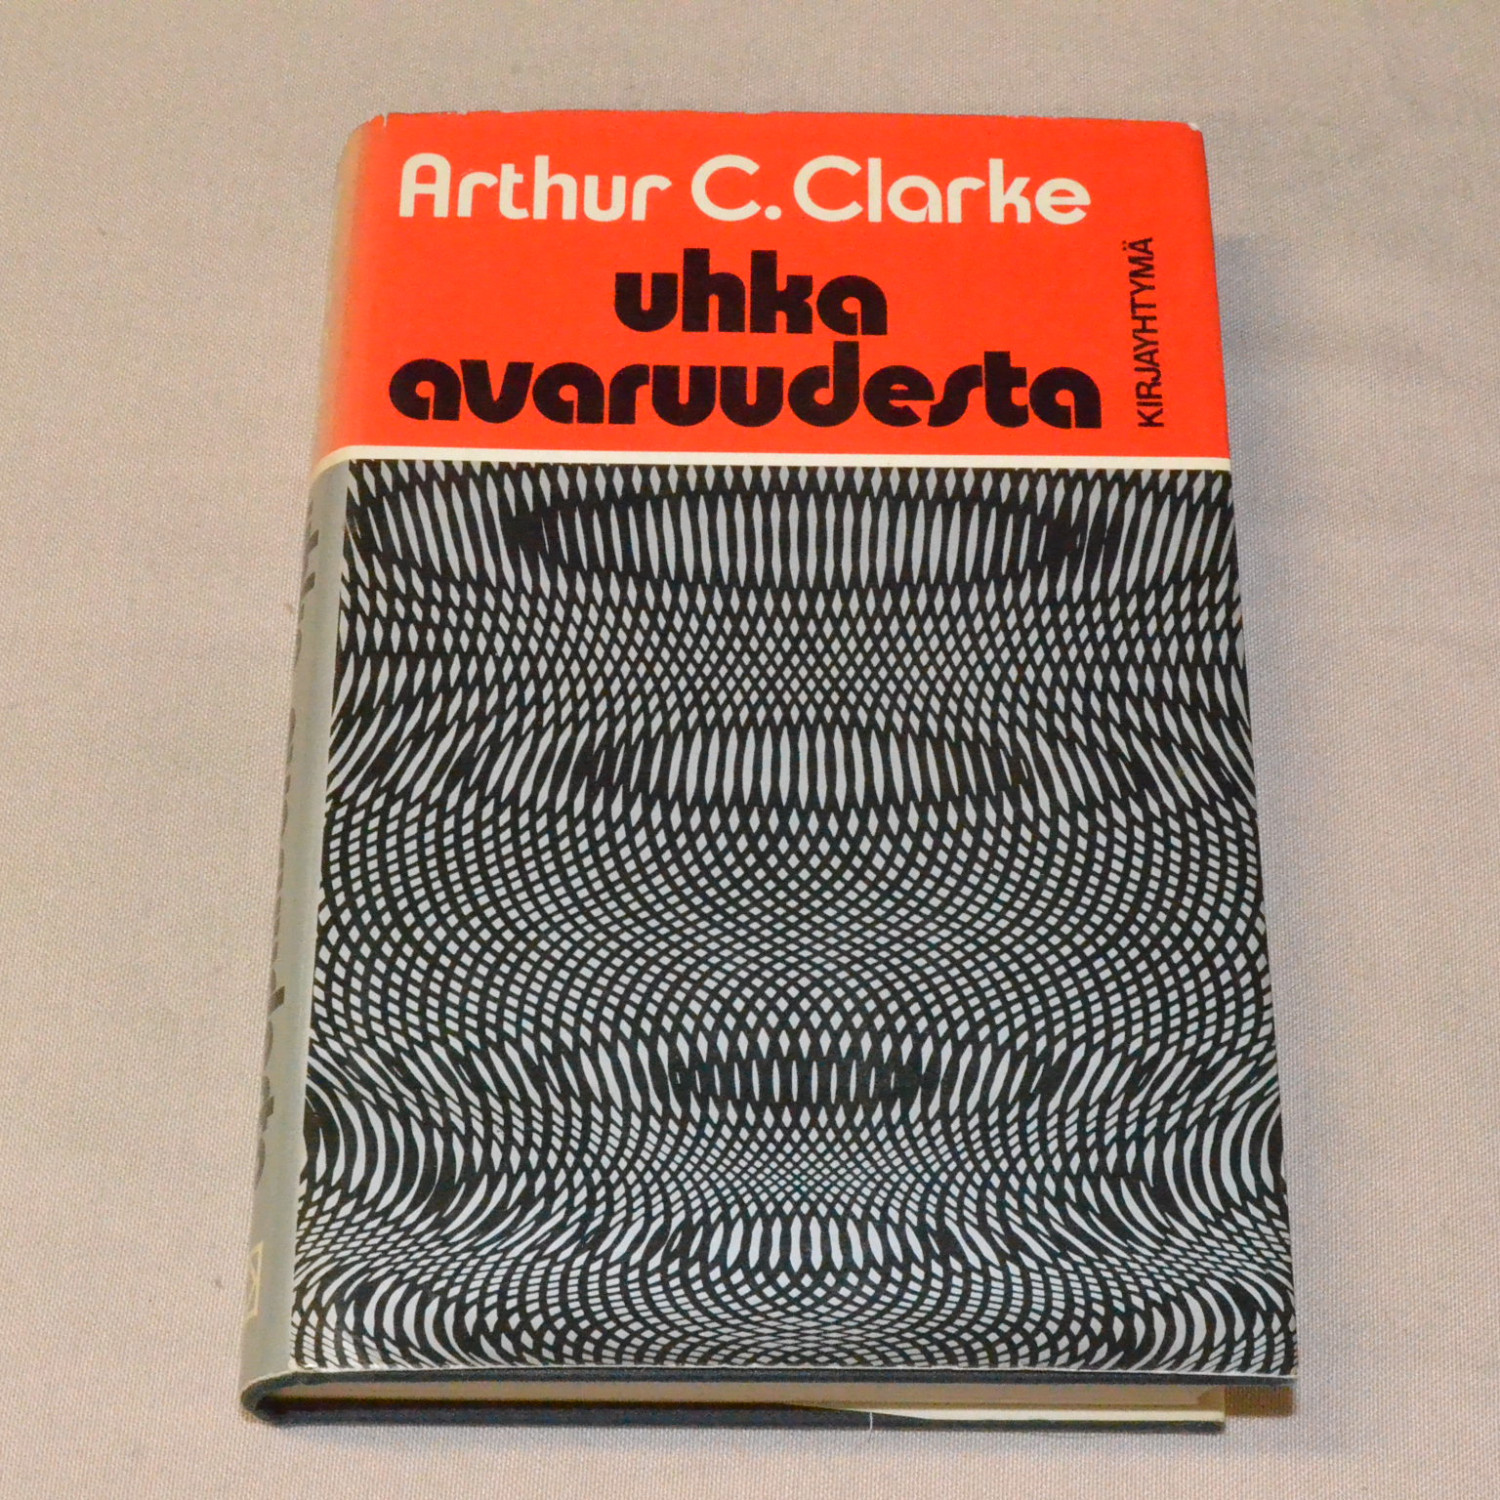 Arthur C. Clarke
uhka
avaruudesta
KIRJAYHTYMÄ